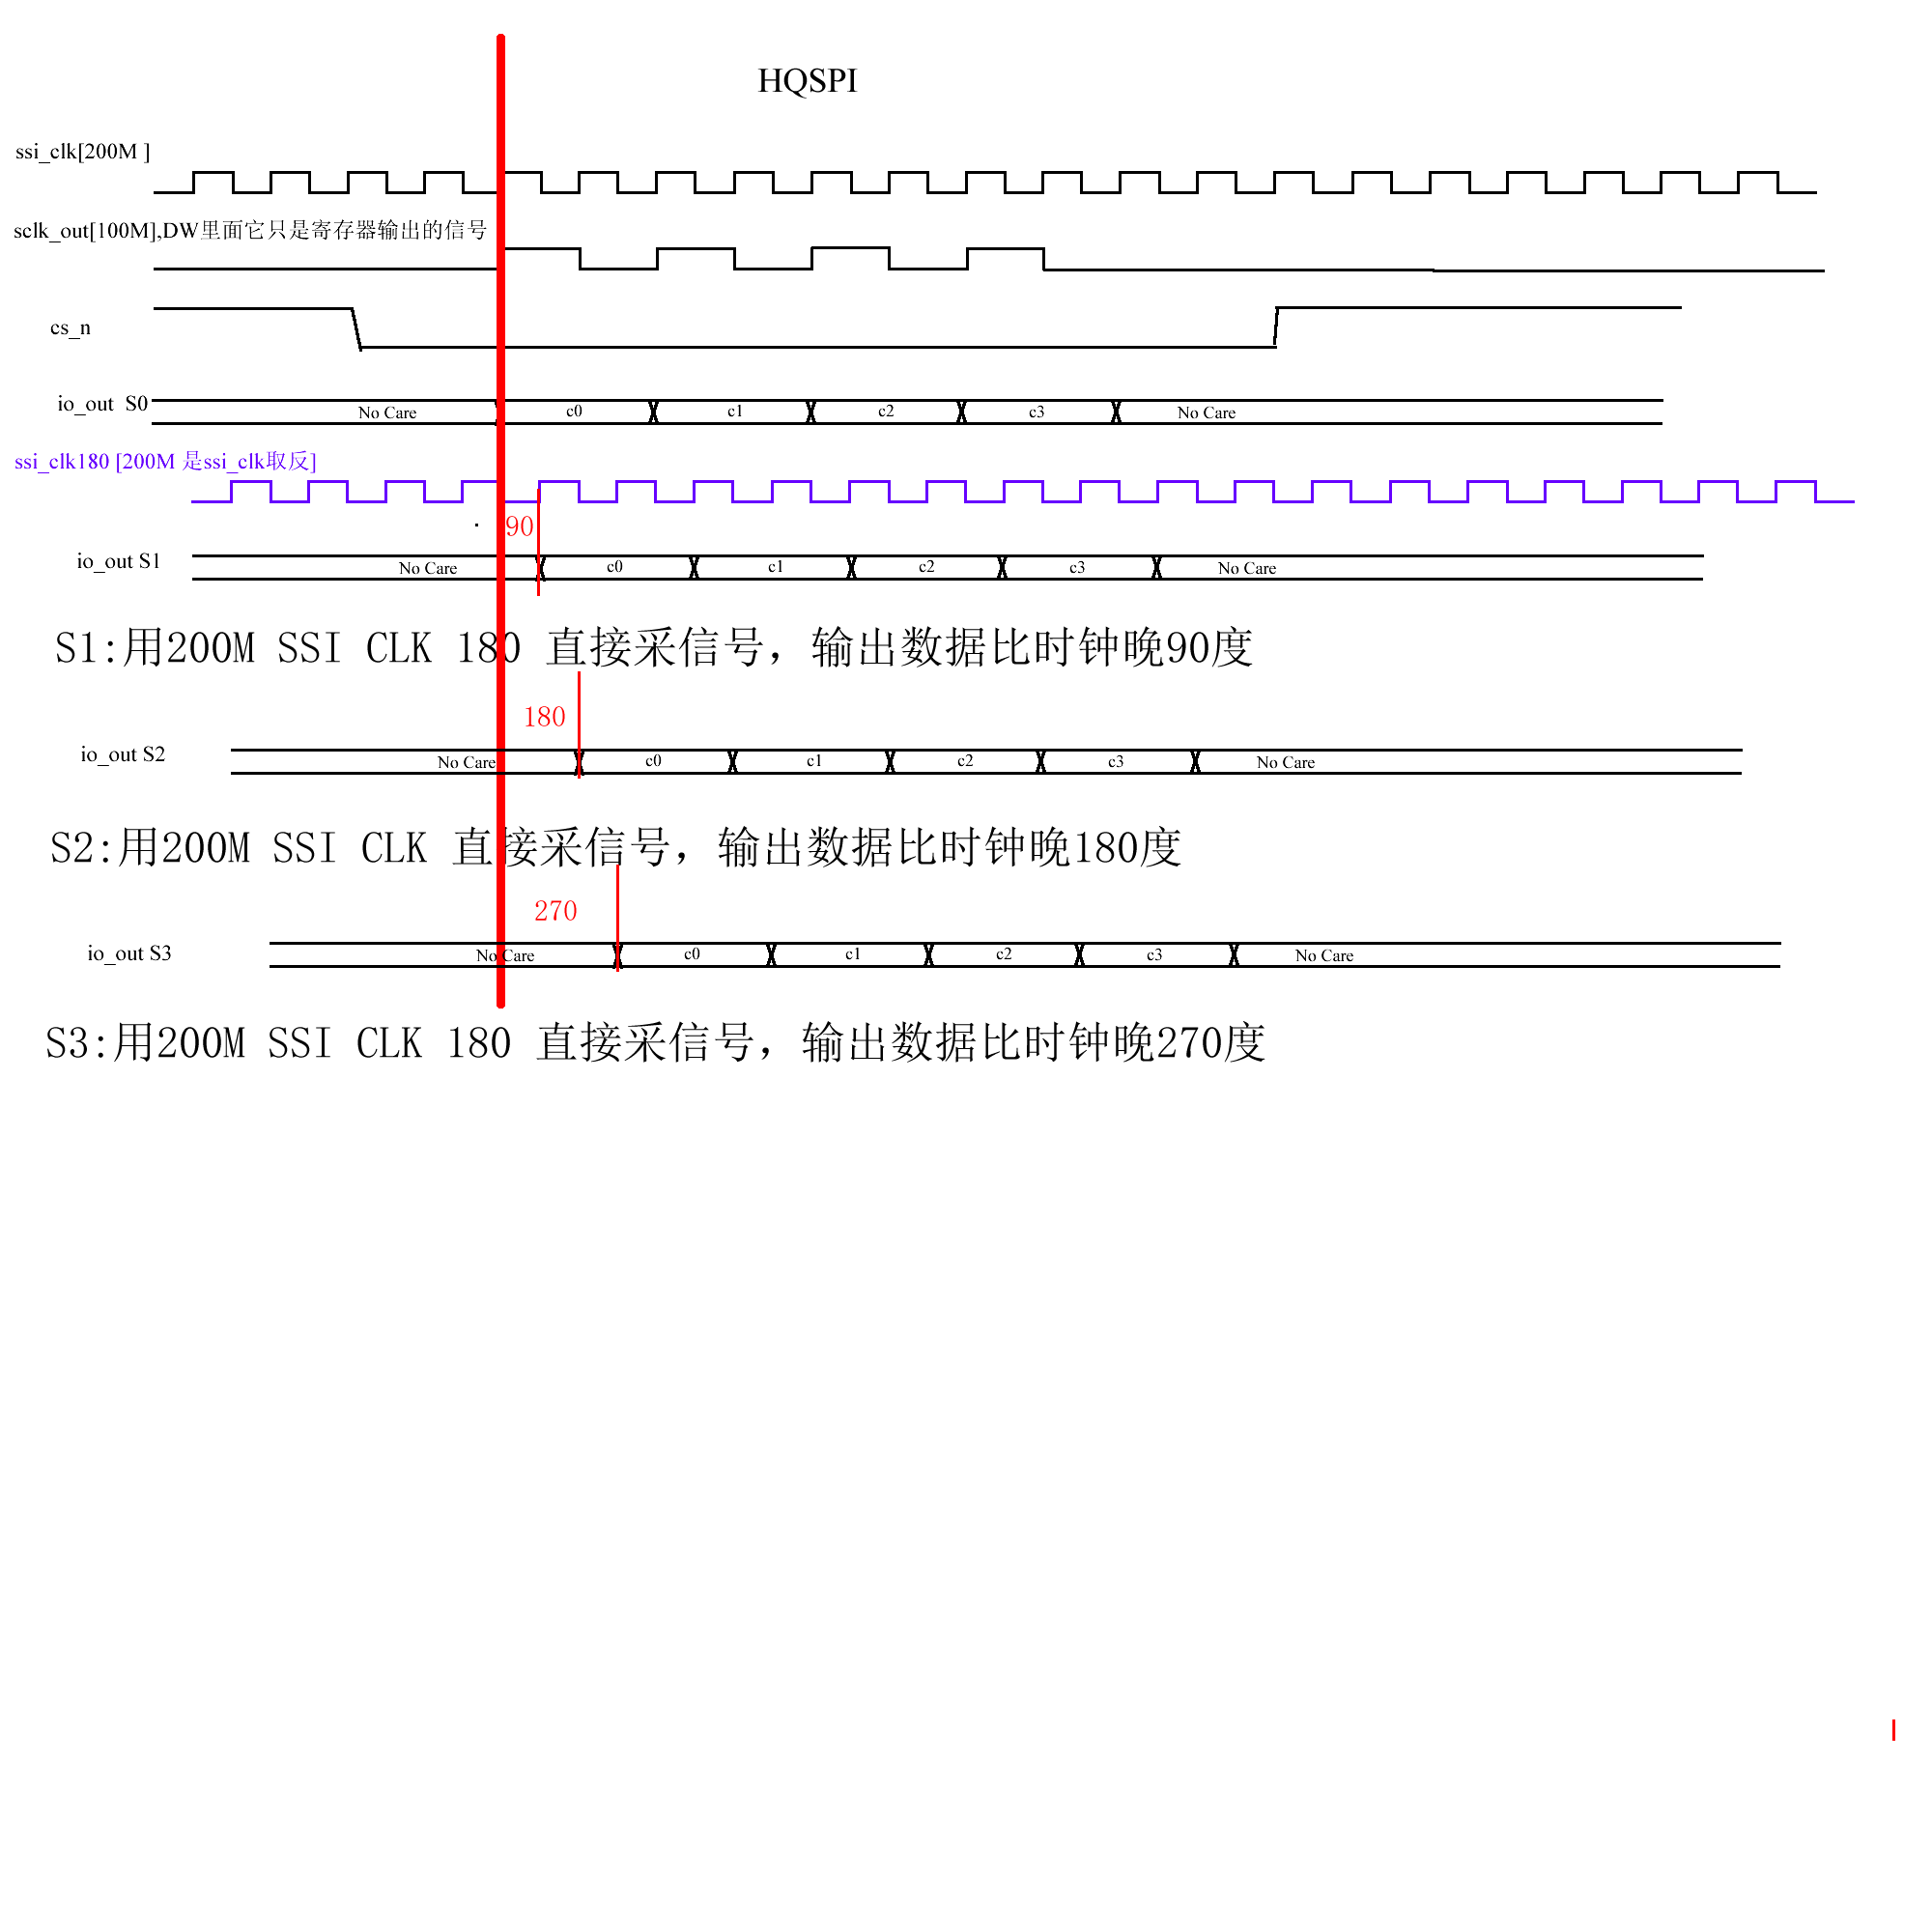 HQSPI
ssi_clk[200M ]
sclk_out[100M],DW里面它只是寄存器输出的信号
cs_n
io_out  S0
No Care c0 c1 c2 c3 No Care
ssi_clk180 [200M 是ssi_clk取反]
90
io_out S1
No Care c0 c1 c2 c3 No Care
S1:用200M SSI CLK 180 直接采信号，输出数据比时钟晚90度
180
io_out S2
No Care c0 c1 c2 c3 No Care
S2:用200M SSI CLK 直接采信号，输出数据比时钟晚180度
270
io_out S3
No Care c0 c1 c2 c3 No Care
S3:用200M SSI CLK 180 直接采信号，输出数据比时钟晚270度